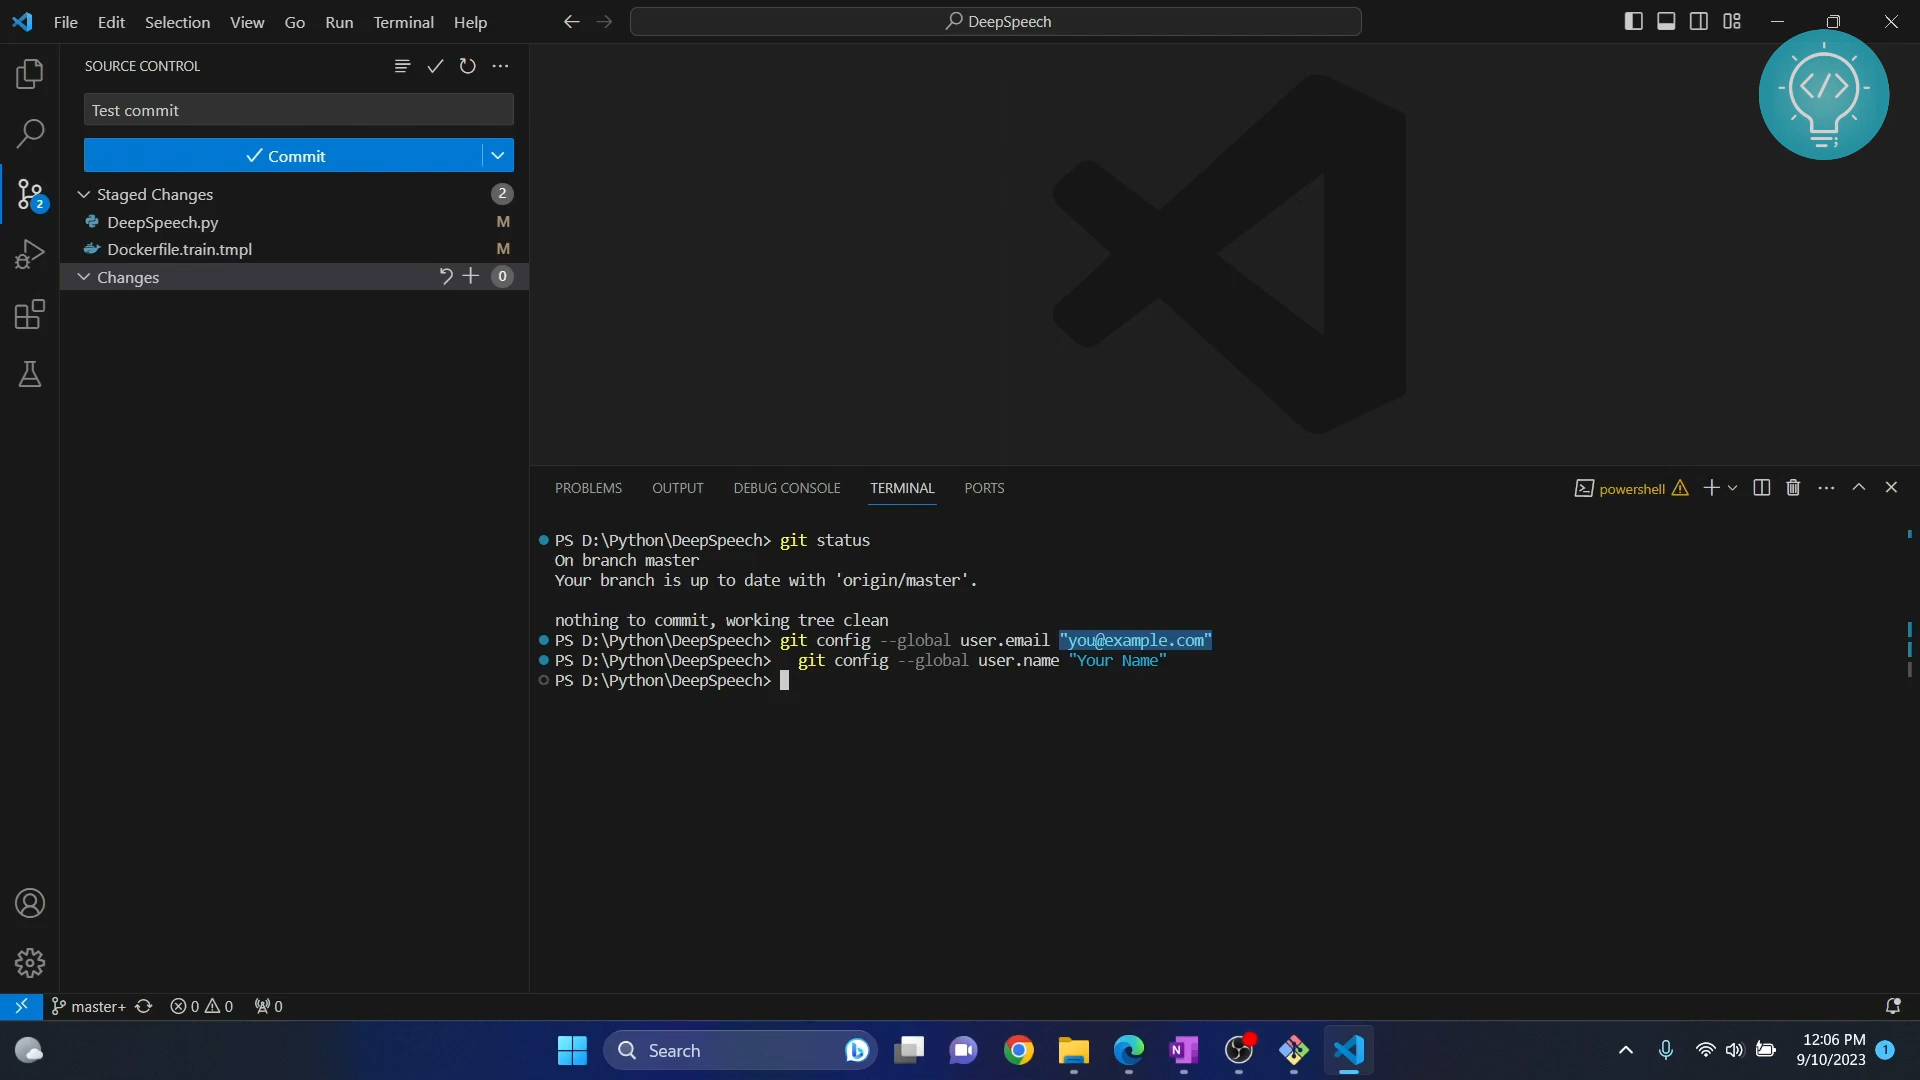 File Edit Selection View Go Run Terminal Help
DeepSpeech
SOURCE CONTROL
Test commit
Commit
Staged Changes 2
DeepSpeech.py M
Dockerfile.train.tmpl M
Changes 0
2
</>
PROBLEMS OUTPUT DEBUG CONSOLE TERMINAL PORTS
powershell
PS D:\Python\DeepSpeech> git status
On branch master
Your branch is up to date with 'origin/master'.
nothing to commit, working tree clean
PS D:\Python\DeepSpeech> git config --global user.email "you@example.com"
PS D:\Python\DeepSpeech>   git config --global user.name "Your Name"
PS D:\Python\DeepSpeech>
master+ 0 0 0
Search
12:06 PM
9/10/2023
1